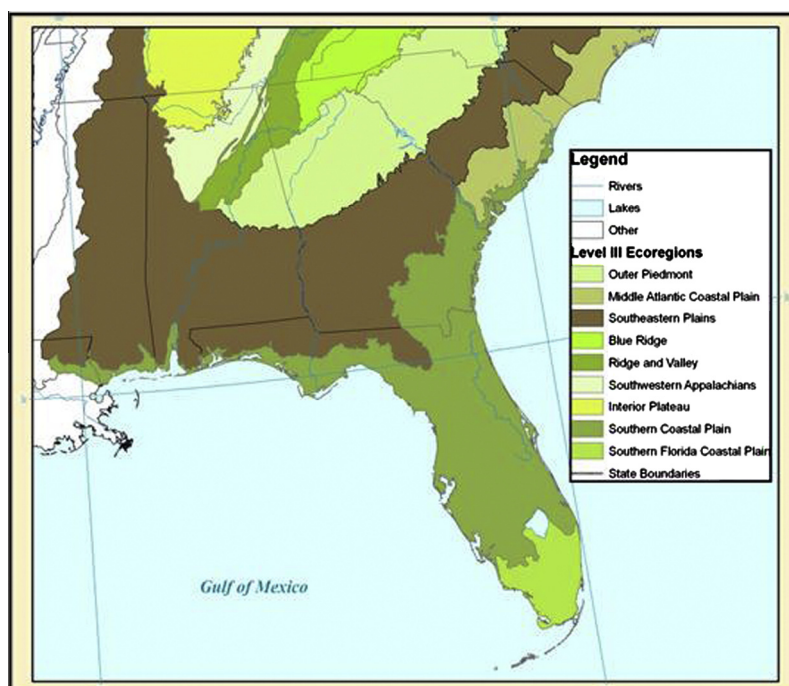 Legend
Rivers
Lakes
Other
Level III Ecoregions
Outer Piedmont
Middle Atlantic Coastal Plain
Southeastern Plains
Blue Ridge
Ridge and Valley
Southwestern Appalachians
Interior Plateau
Southern Coastal Plain
Southern Florida Coastal Plain
State Boundaries
Gulf of Mexico